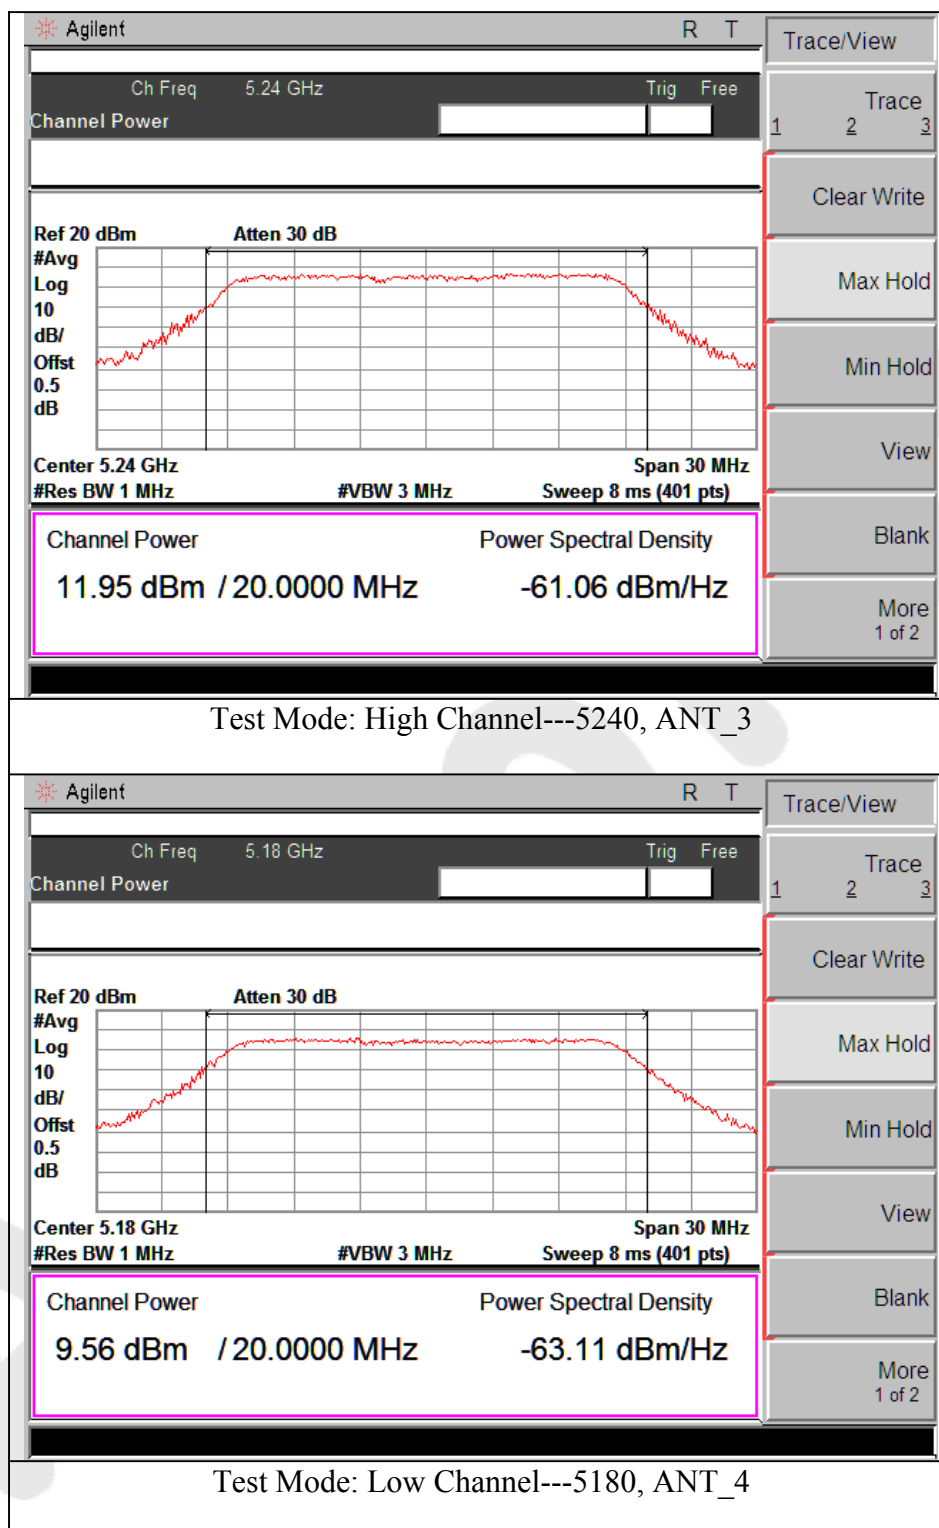 Agilent R T Trace/View
Ch Freq 5.24 GHz Trig Free
Channel Power
Trace
1 2 3
Clear Write
Ref 20 dBm Atten 30 dB
#Avg
Log
10
dB/
Offst
0.5
dB
Max Hold
Min Hold
View
Center 5.24 GHz Span 30 MHz
#Res BW 1 MHz #VBW 3 MHz Sweep 8 ms (401 pts)
Blank
Channel Power Power Spectral Density
11.95 dBm / 20.0000 MHz -61.06 dBm/Hz
More
1 of 2
Test Mode: High Channel---5240, ANT_3
Agilent R T Trace/View
Ch Freq 5.18 GHz Trig Free
Channel Power
Trace
1 2 3
Clear Write
Ref 20 dBm Atten 30 dB
#Avg
Log
10
dB/
Offst
0.5
dB
Max Hold
Min Hold
View
Center 5.18 GHz Span 30 MHz
#Res BW 1 MHz #VBW 3 MHz Sweep 8 ms (401 pts)
Blank
Channel Power Power Spectral Density
9.56 dBm / 20.0000 MHz -63.11 dBm/Hz
More
1 of 2
Test Mode: Low Channel---5180, ANT_4